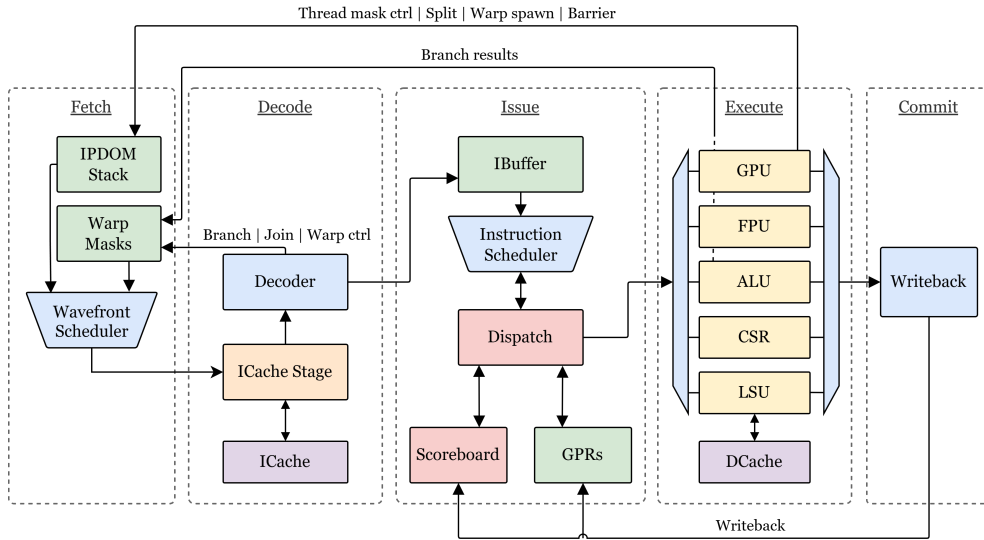 Thread mask ctrl | Split | Warp spawn | Barrier
Branch results
Fetch
Decode
Issue
Execute
Commit
IPDOM
Stack
Warp
Masks
Wavefront
Scheduler
Branch | Join | Warp ctrl
Decoder
ICache Stage
ICache
IBuffer
Instruction
Scheduler
Dispatch
Scoreboard
GPRs
GPU
FPU
ALU
CSR
LSU
DCache
Writeback
Writeback